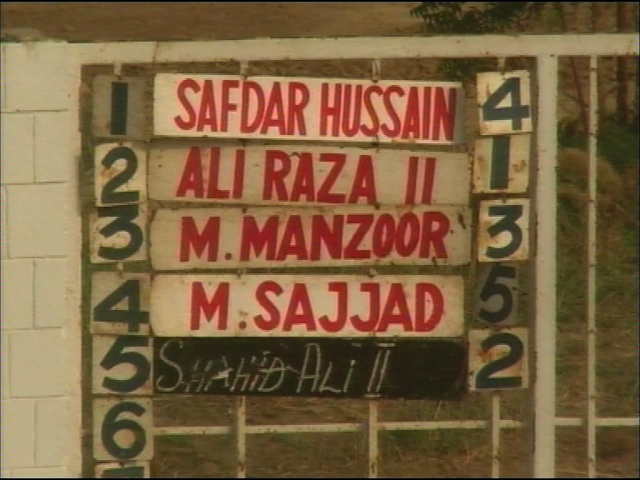 1 SAFDAR HUSSAIN 4
2 ALI RAZA II 1
3 M. MANZOOR 3
4 M. SAJJAD 5
5 SHAHID ALI II 2
6